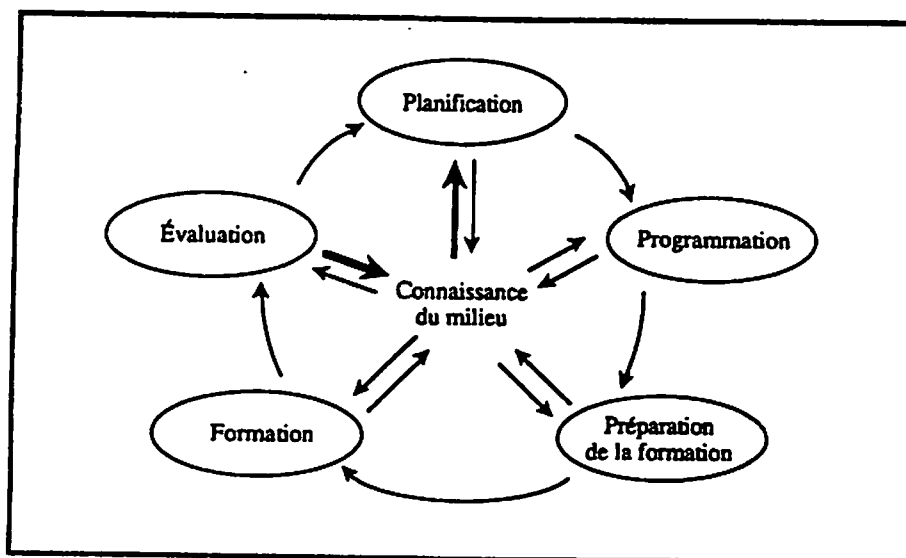 Planification
Évaluation
Programmation
Connaissance
du milieu
Formation
Préparation
de la formation